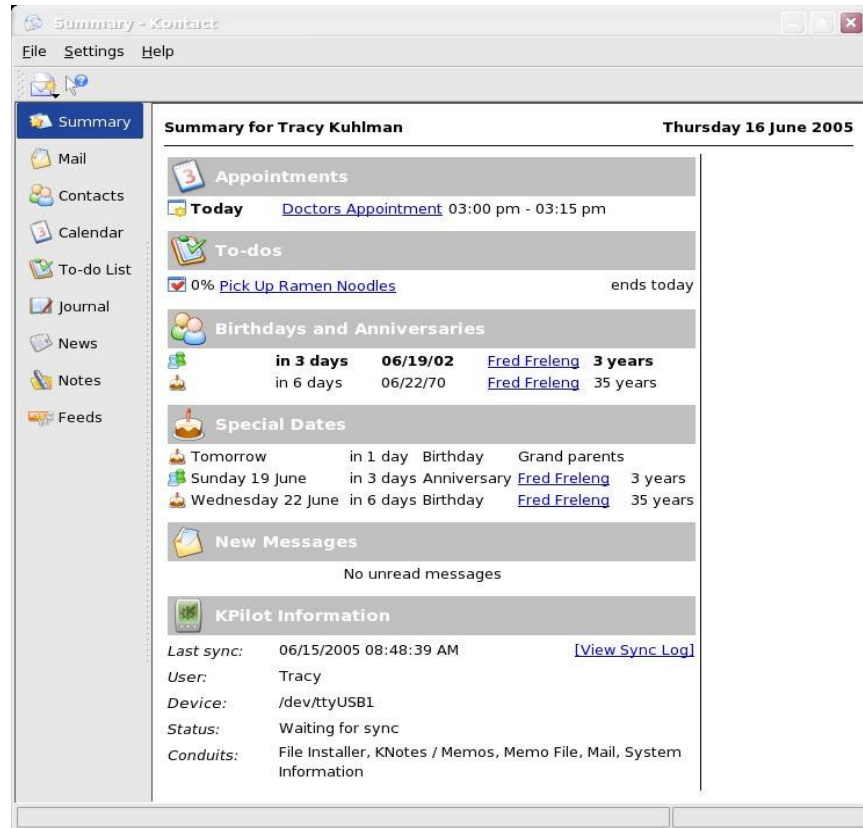 Summary - Kontact
File Settings Help
Summary
Mail
Contacts
Calendar
To-do List
Journal
News
Notes
Feeds
Summary for Tracy Kuhlman Thursday 16 June 2005
3 Appointments
Today Doctors Appointment 03:00 pm - 03:15 pm
To-dos
0% Pick Up Ramen Noodles ends today
Birthdays and Anniversaries
in 3 days 06/19/02 Fred Freleng 3 years
in 6 days 06/22/70 Fred Freleng 35 years
Special Dates
Tomorrow in 1 day Birthday Grand parents
Sunday 19 June in 3 days Anniversary Fred Freleng 3 years
Wednesday 22 June in 6 days Birthday Fred Freleng 35 years
New Messages
No unread messages
KPilot Information
Last sync: 06/15/2005 08:48:39 AM [View Sync Log]
User: Tracy
Device: /dev/ttyUSB1
Status: Waiting for sync
Conduits: File Installer, KNotes / Memos, Memo File, Mail, System
Information